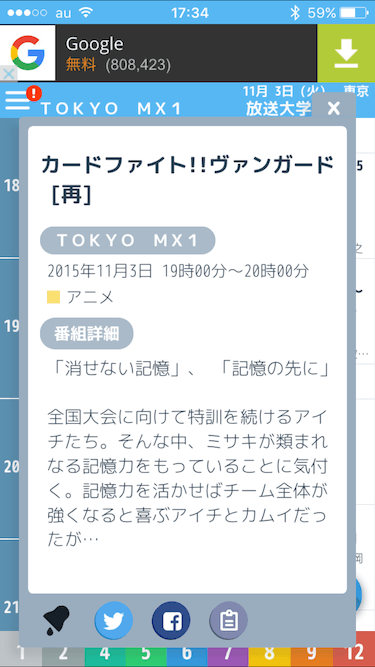 au 17:34 59%
Google
無料 (808,423)
11月 3日（火） 東京
! TOKYO MX1 放送大学 X
カードファイト!!ヴァンガード
[再]
TOKYO MX1
2015年11月3日 19時00分〜20時00分
アニメ
番組詳細
「消せない記憶」、 「記憶の先に」
全国大会に向けて特訓を続けるアイ
チたち。そんな中、ミサキが類まれ
なる記憶力をもっていることに気付
く。記憶力を活かせばチーム全体が
強くなると喜ぶアイチとカムイだっ
たが…
18
5
之
19
20
岡
21
1 2 3 4 5 6 7 8 9 12